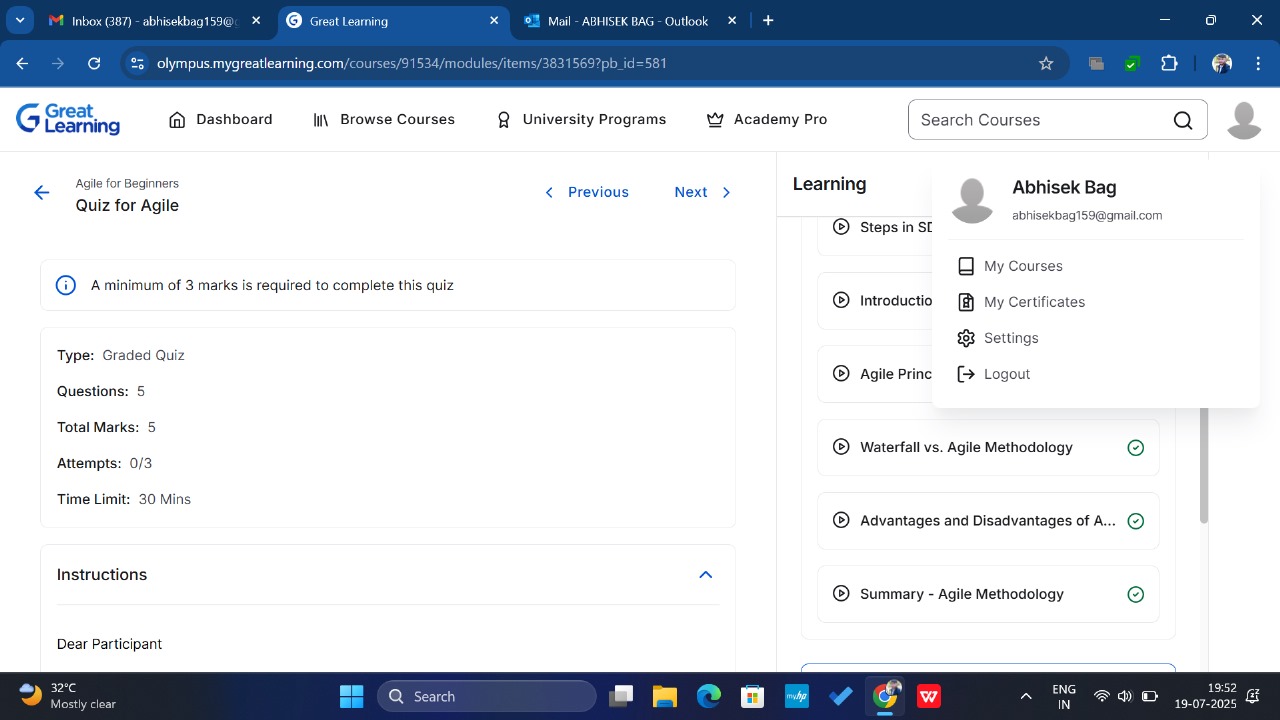 Inbox (387) - abhisekbag159@g
Great Learning
Mail - ABHISEK BAG - Outlook
olympus.mygreatlearning.com/courses/91534/modules/items/3831569?pb_id=581
Great Learning
Dashboard
Browse Courses
University Programs
Academy Pro
Search Courses
Agile for Beginners
Quiz for Agile
Previous
Next
A minimum of 3 marks is required to complete this quiz
Type: Graded Quiz
Questions: 5
Total Marks: 5
Attempts: 0/3
Time Limit: 30 Mins
Instructions
Dear Participant
Learning
Steps in SD
Introductio
Agile Princ
Waterfall vs. Agile Methodology
Advantages and Disadvantages of A...
Summary - Agile Methodology
Abhisek Bag
abhisekbag159@gmail.com
My Courses
My Certificates
Settings
Logout
32°C
Mostly clear
Search
myhp
ENG
IN
19:52
19-07-2025